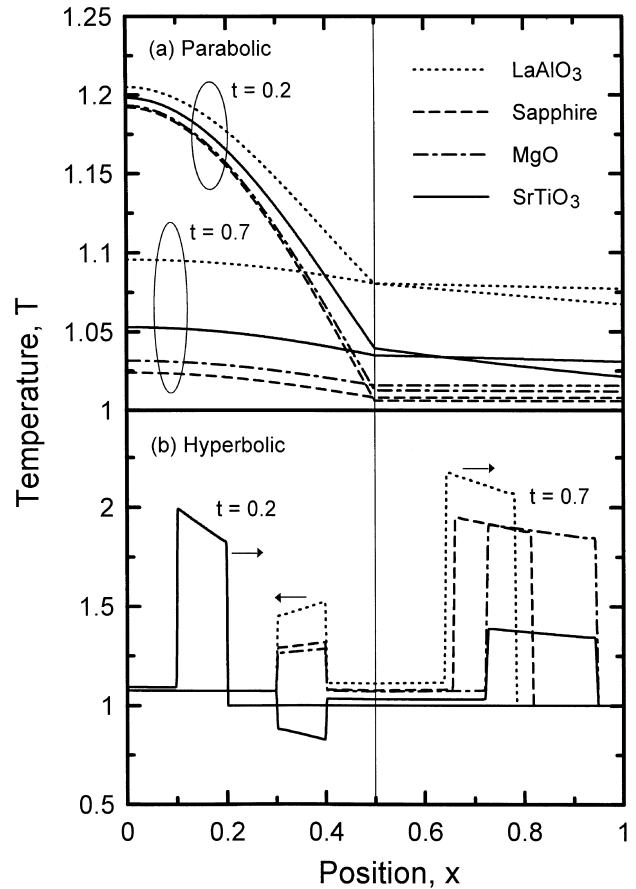 1.25
(a) Parabolic
t = 0.2
LaAlO₃
1.2
Sapphire
MgO
1.15
SrTiO₃
t = 0.7
1.1
1.05
1
Temperature, T
(b) Hyperbolic
2
t = 0.2
t = 0.7
1.5
1
0.5
0 0.2 0.4 0.6 0.8 1
Position, x